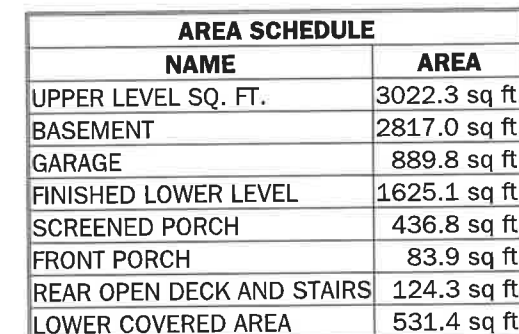 AREA SCHEDULE
NAME AREA
UPPER LEVEL SQ. FT. 3022.3 sq ft
BASEMENT 2817.0 sq ft
GARAGE 889.8 sq ft
FINISHED LOWER LEVEL 1625.1 sq ft
SCREENED PORCH 436.8 sq ft
FRONT PORCH 83.9 sq ft
REAR OPEN DECK AND STAIRS 124.3 sq ft
LOWER COVERED AREA 531.4 sq ft